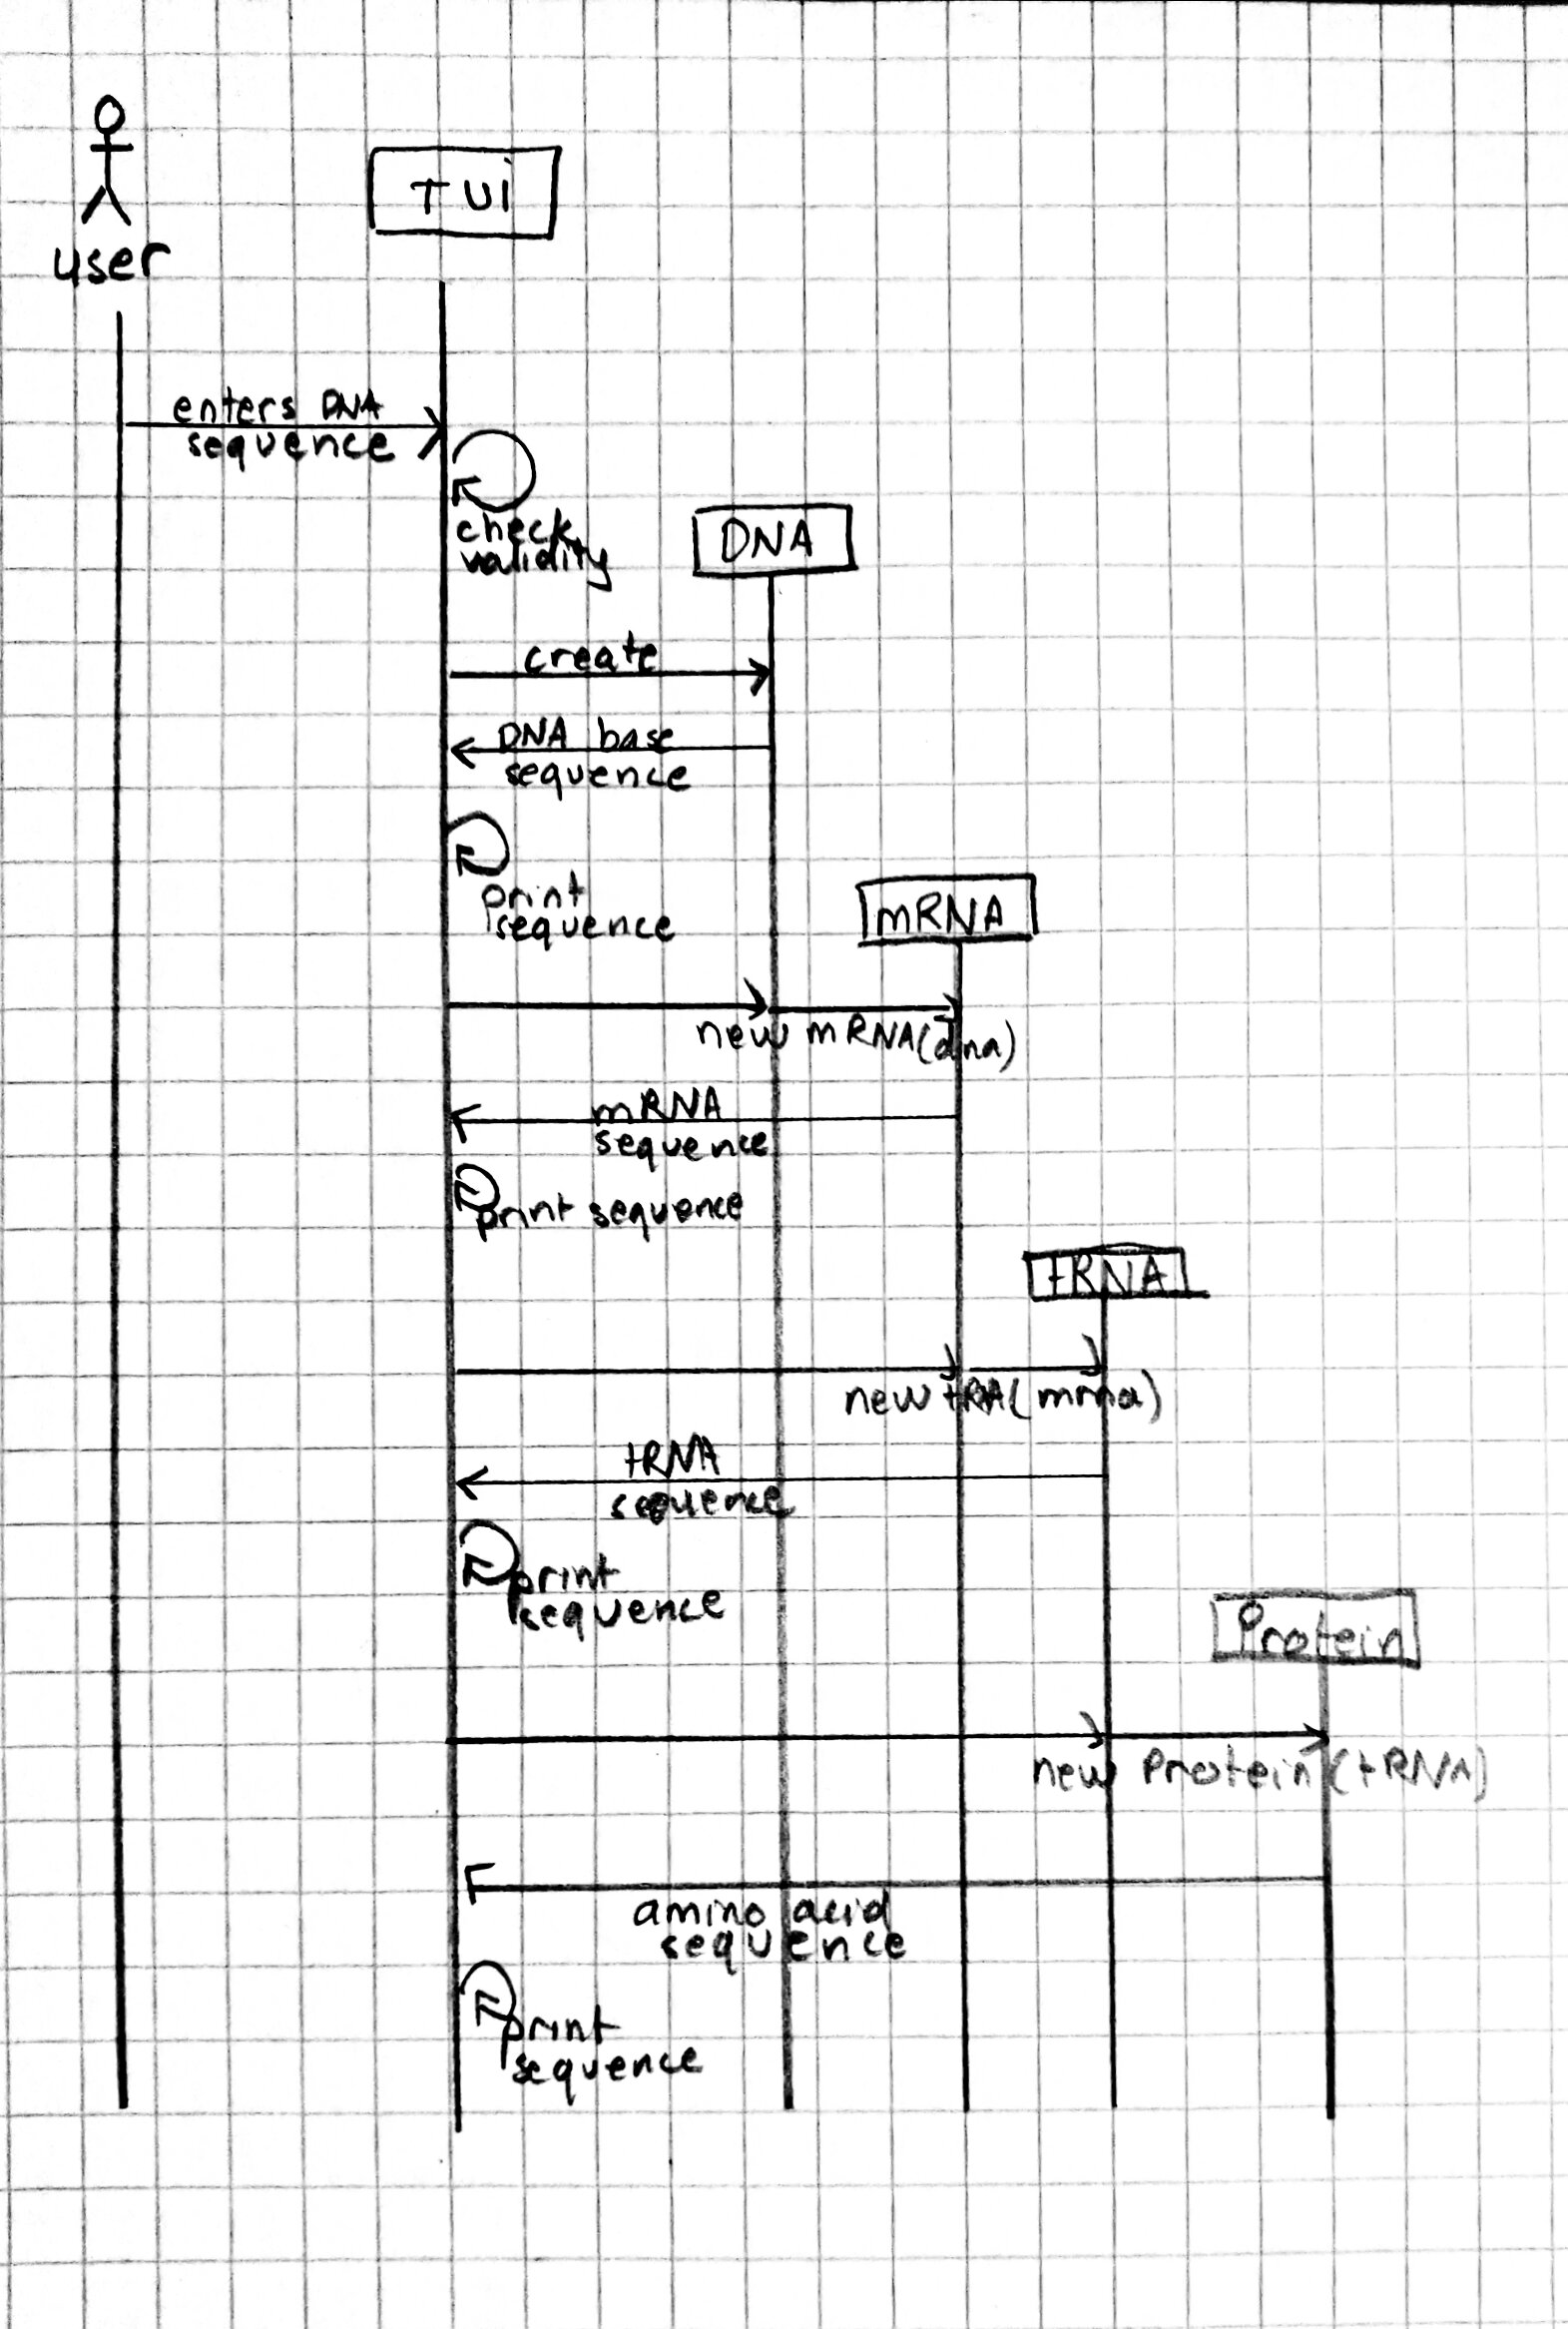 user
TUi
enters DNA
sequence
check
validity
DNA
create
DNA base
sequence
print
sequence
mRNA
new mRNA(dna)
mRNA
sequence
print sequence
tRNA
new tRA(mrna)
tRNA
sequence
print
sequence
Protein
new Protein(tRNA)
amino acid
sequence
print
sequence